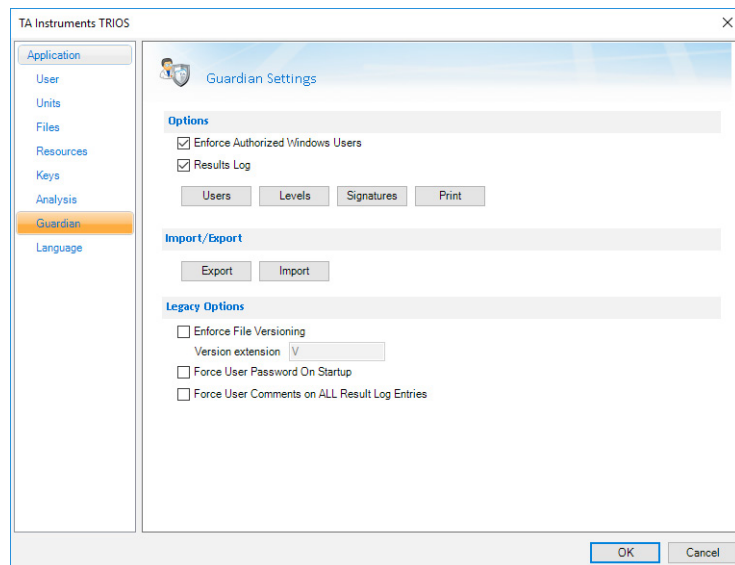 TA Instruments TRIOS
Application
User
Units
Files
Resources
Keys
Analysis
Guardian
Language
Guardian Settings
Options
Enforce Authorized Windows Users
Results Log
Users Levels Signatures Print
Import/Export
Export Import
Legacy Options
Enforce File Versioning
Version extension V
Force User Password On Startup
Force User Comments on ALL Result Log Entries
OK Cancel